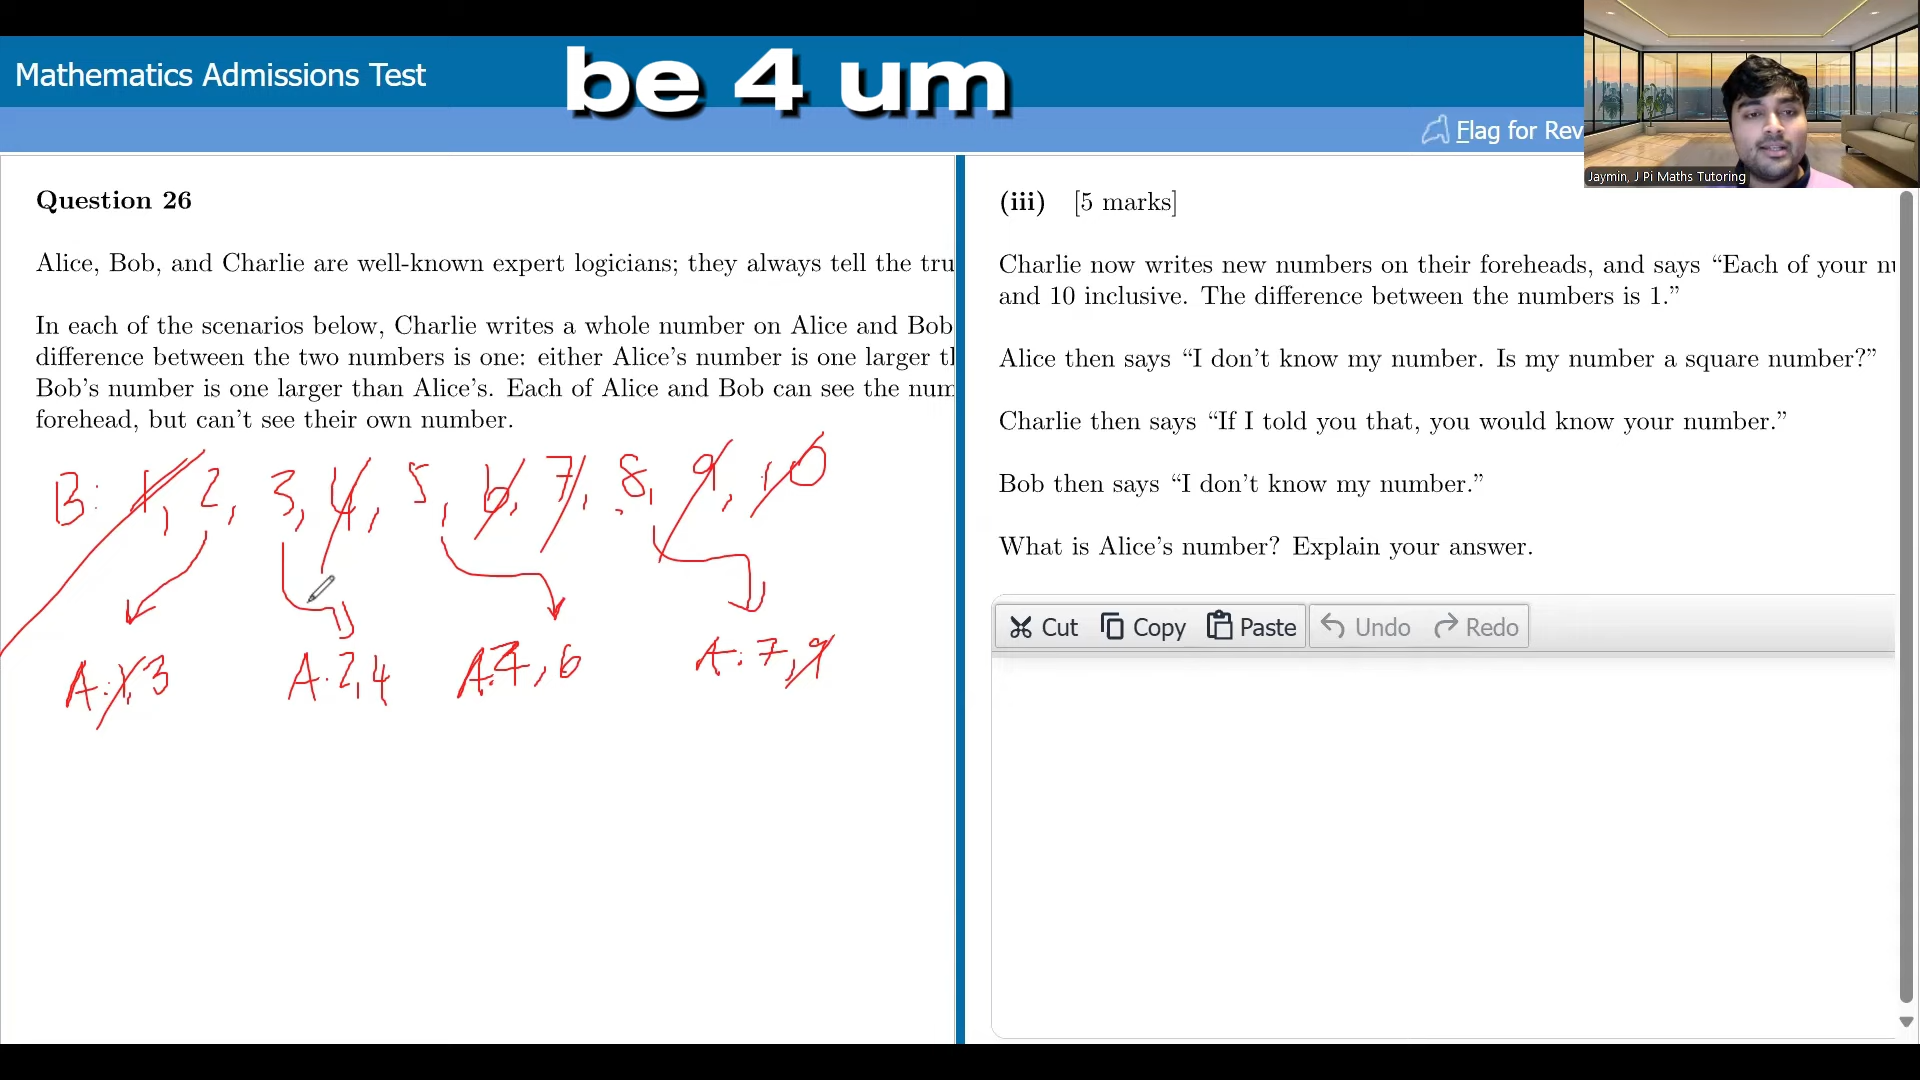 Mathematics Admissions Test
be 4 um
Flag for Rev
Jaymin, J Pi Maths Tutoring
Question 26
Alice, Bob, and Charlie are well-known expert logicians; they always tell the tru
In each of the scenarios below, Charlie writes a whole number on Alice and Bob
difference between the two numbers is one: either Alice's number is one larger th
Bob's number is one larger than Alice's. Each of Alice and Bob can see the num
forehead, but can't see their own number.
B: 1, 2, 3, 4, 5, 6, 7, 8, 9, 10
A: 1, 3
A: 2, 4
A: 4, 6
A: 7, 9
(iii) [5 marks]
Charlie now writes new numbers on their foreheads, and says “Each of your nu
and 10 inclusive. The difference between the numbers is 1.”
Alice then says “I don't know my number. Is my number a square number?”
Charlie then says “If I told you that, you would know your number.”
Bob then says “I don't know my number.”
What is Alice's number? Explain your answer.
Cut Copy Paste Undo Redo